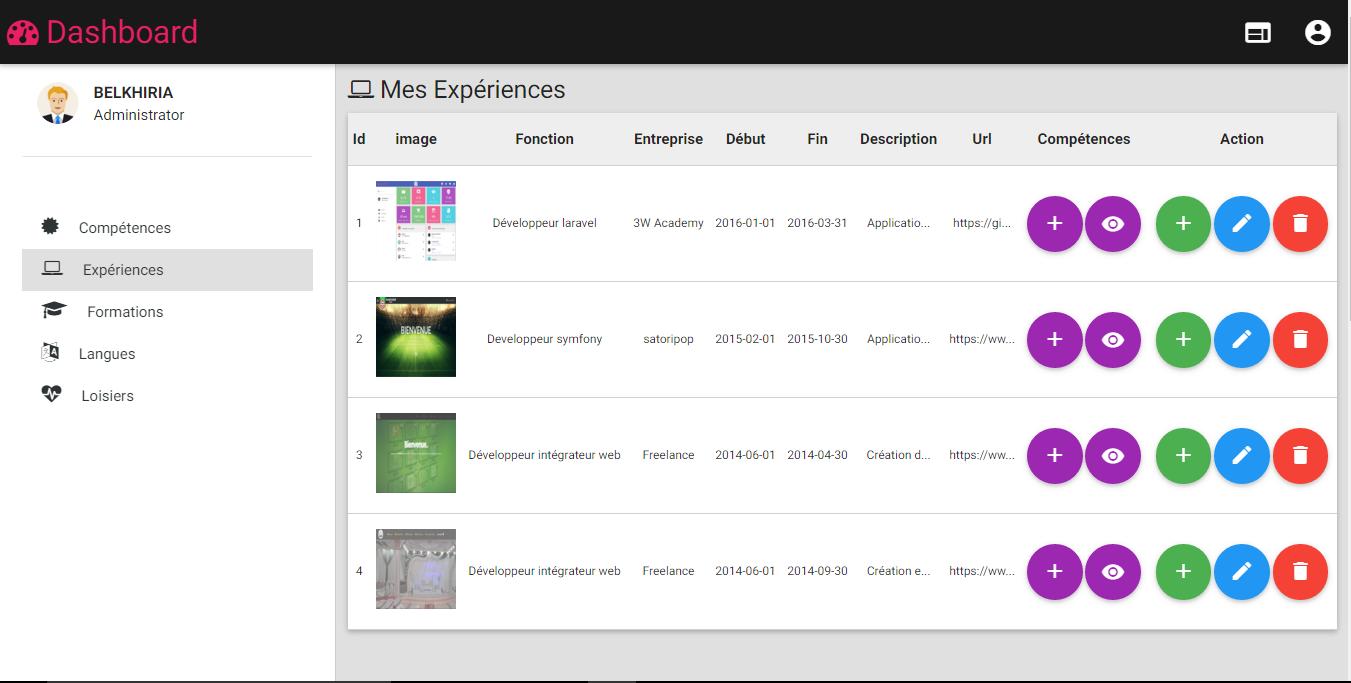 Dashboard
BELKHIRIA
Administrator
Compétences
Expériences
Formations
Langues
Loisiers
Mes Expériences
Id image Fonction Entreprise Début Fin Description Url Compétences Action
1 Développeur laravel 3W Academy 2016-01-01 2016-03-31 Applicatio... https://gi...
BIENVENUE
2 Developpeur symfony satoripop 2015-02-01 2015-10-30 Applicatio... https://ww...
Bienvenue.
3 Développeur intégrateur web Freelance 2014-06-01 2014-04-30 Création d... https://ww...
4 Développeur intégrateur web Freelance 2014-06-01 2014-09-30 Création e... https://ww...